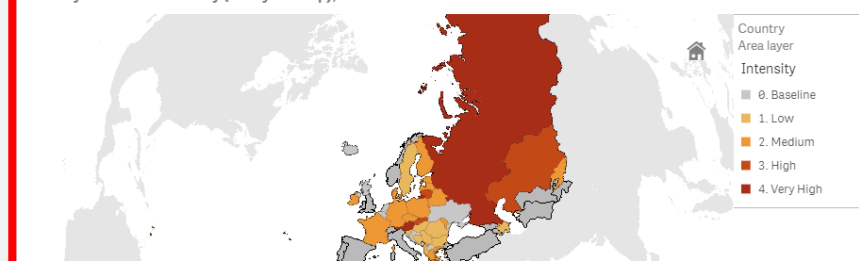 Country
Area layer
Intensity
0. Baseline
1. Low
2. Medium
3. High
4. Very High